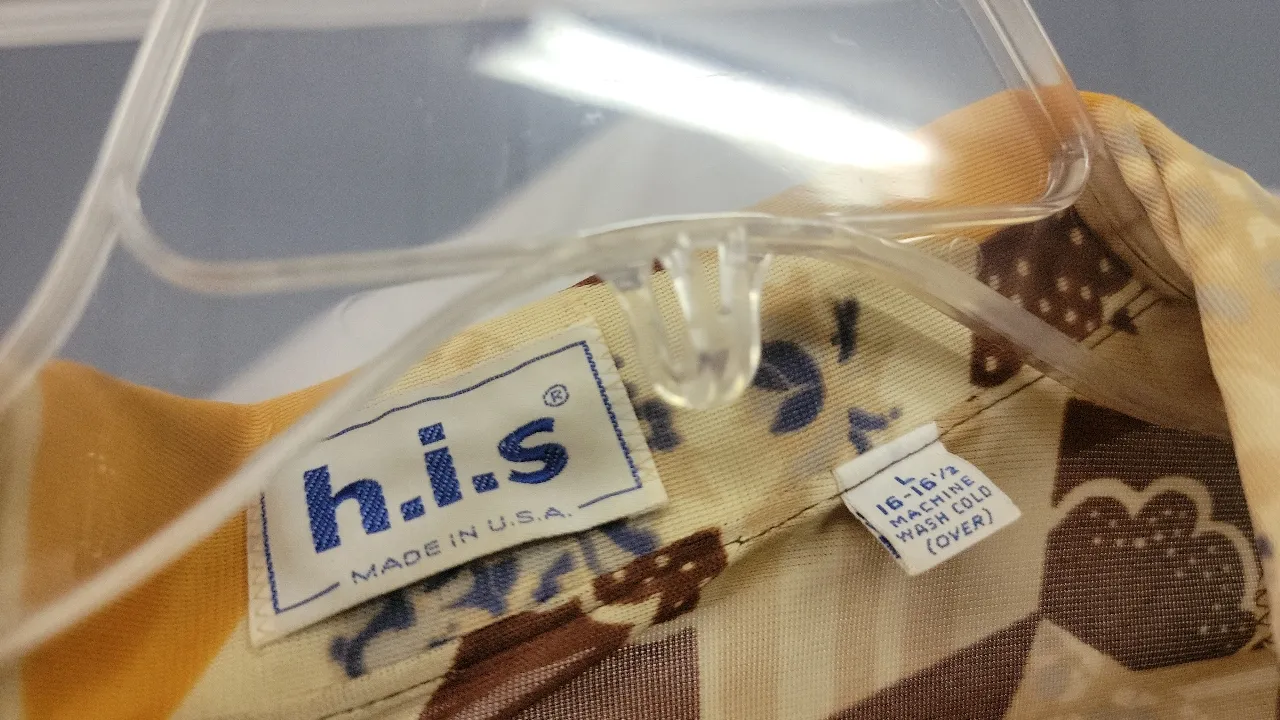 h.i.s®
MADE IN U.S.A.
L
16-16½
MACHINE
WASH COLD
(OVER)